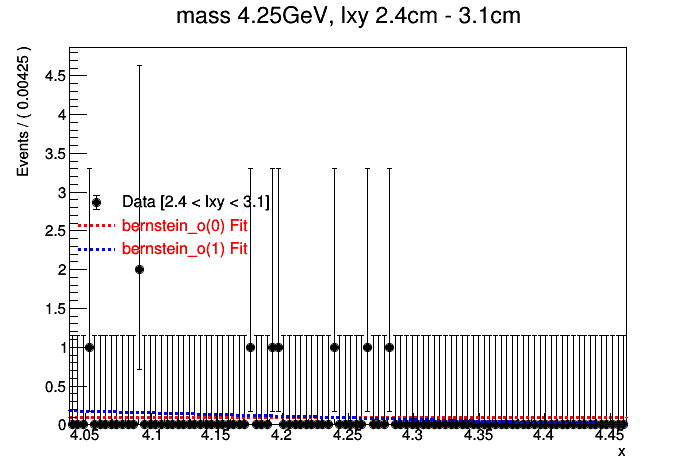 mass 4.25GeV, lxy 2.4cm - 3.1cm
Events / ( 0.00425 )
4.5
4
3.5
3
2.5
2
1.5
1
0.5
0
Data [2.4 < lxy < 3.1]
bernstein_o(0) Fit
bernstein_o(1) Fit
4.05 4.1 4.15 4.2 4.25 4.3 4.35 4.4 4.45
x